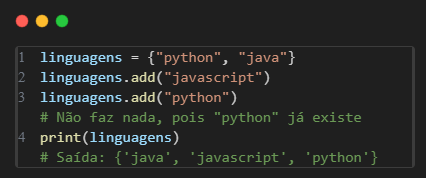 1 linguagens = {"python", "java"}
2 linguagens.add("javascript")
3 linguagens.add("python")
# Não faz nada, pois "python" já existe
4 print(linguagens)
# Saída: {'java', 'javascript', 'python'}